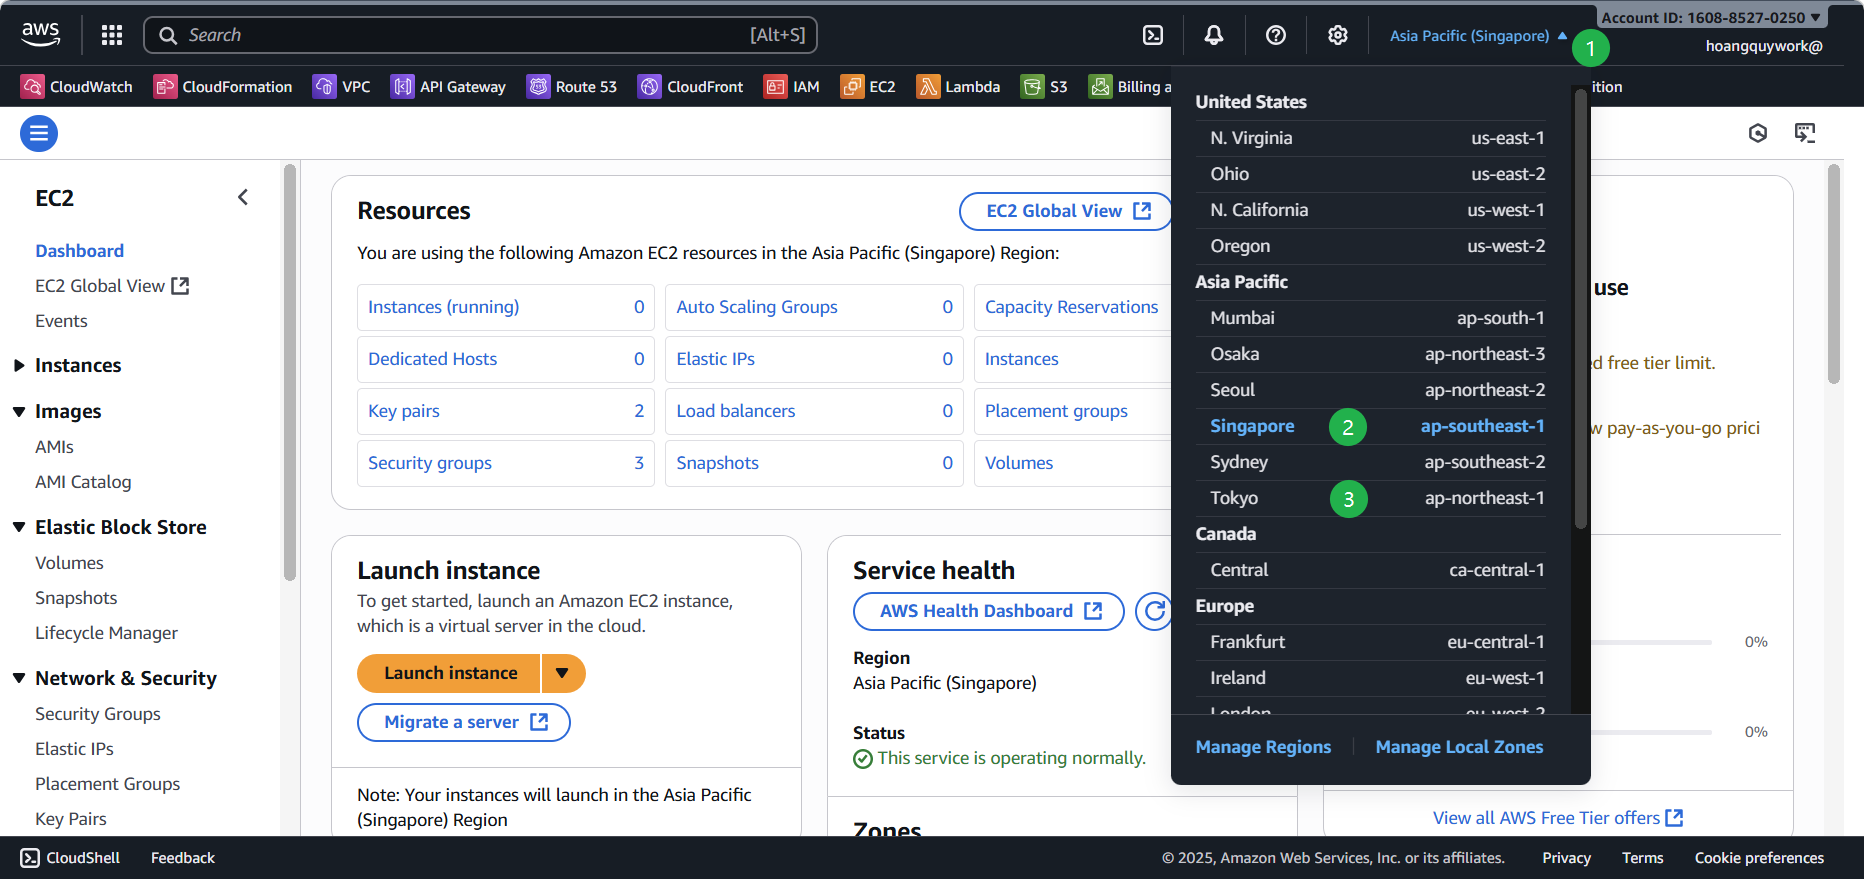 aws
Search
[Alt+S]
Asia Pacific (Singapore)
1
Account ID: 1608-8527-0250
hoangquywork@
CloudWatch
CloudFormation
VPC
API Gateway
Route 53
CloudFront
IAM
EC2
Lambda
S3
Billing a
ition
EC2
Dashboard
EC2 Global View
Events
Instances
Images
AMIs
AMI Catalog
Elastic Block Store
Volumes
Snapshots
Lifecycle Manager
Network & Security
Security Groups
Elastic IPs
Placement Groups
Key Pairs
Resources
EC2 Global View
You are using the following Amazon EC2 resources in the Asia Pacific (Singapore) Region:
Instances (running) 0
Auto Scaling Groups 0
Capacity Reservations
Dedicated Hosts 0
Elastic IPs 0
Instances
Key pairs 2
Load balancers 0
Placement groups
Security groups 3
Snapshots 0
Volumes
Launch instance
To get started, launch an Amazon EC2 instance,
which is a virtual server in the cloud.
Launch instance
Migrate a server
Note: Your instances will launch in the Asia Pacific
(Singapore) Region
Service health
AWS Health Dashboard
Region
Asia Pacific (Singapore)
Status
This service is operating normally.
Zones
United States
N. Virginia us-east-1
Ohio us-east-2
N. California us-west-1
Oregon us-west-2
Asia Pacific
Mumbai ap-south-1
Osaka ap-northeast-3
Seoul ap-northeast-2
Singapore 2 ap-southeast-1
Sydney ap-southeast-2
Tokyo 3 ap-northeast-1
Canada
Central ca-central-1
Europe
Frankfurt eu-central-1
Ireland eu-west-1
London eu-west-2
Manage Regions
Manage Local Zones
use
ed free tier limit.
w pay-as-you-go prici
0%
0%
View all AWS Free Tier offers
CloudShell
Feedback
© 2025, Amazon Web Services, Inc. or its affiliates.
Privacy
Terms
Cookie preferences